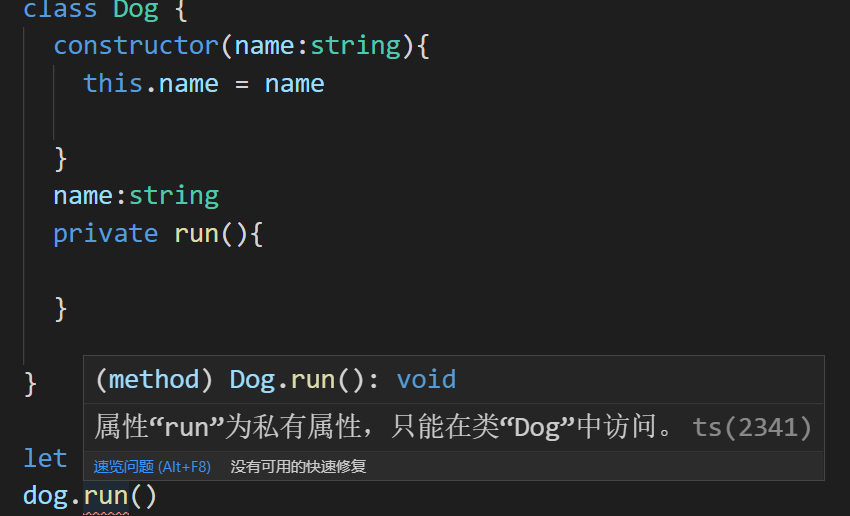 class Dog {
constructor(name:string){
this.name = name
}
name:string
private run(){
}
}
(method) Dog.run(): void
属性“run”为私有属性，只能在类“Dog”中访问。 ts(2341)
let
速览问题 (Alt+F8) 没有可用的快速修复
dog.run()